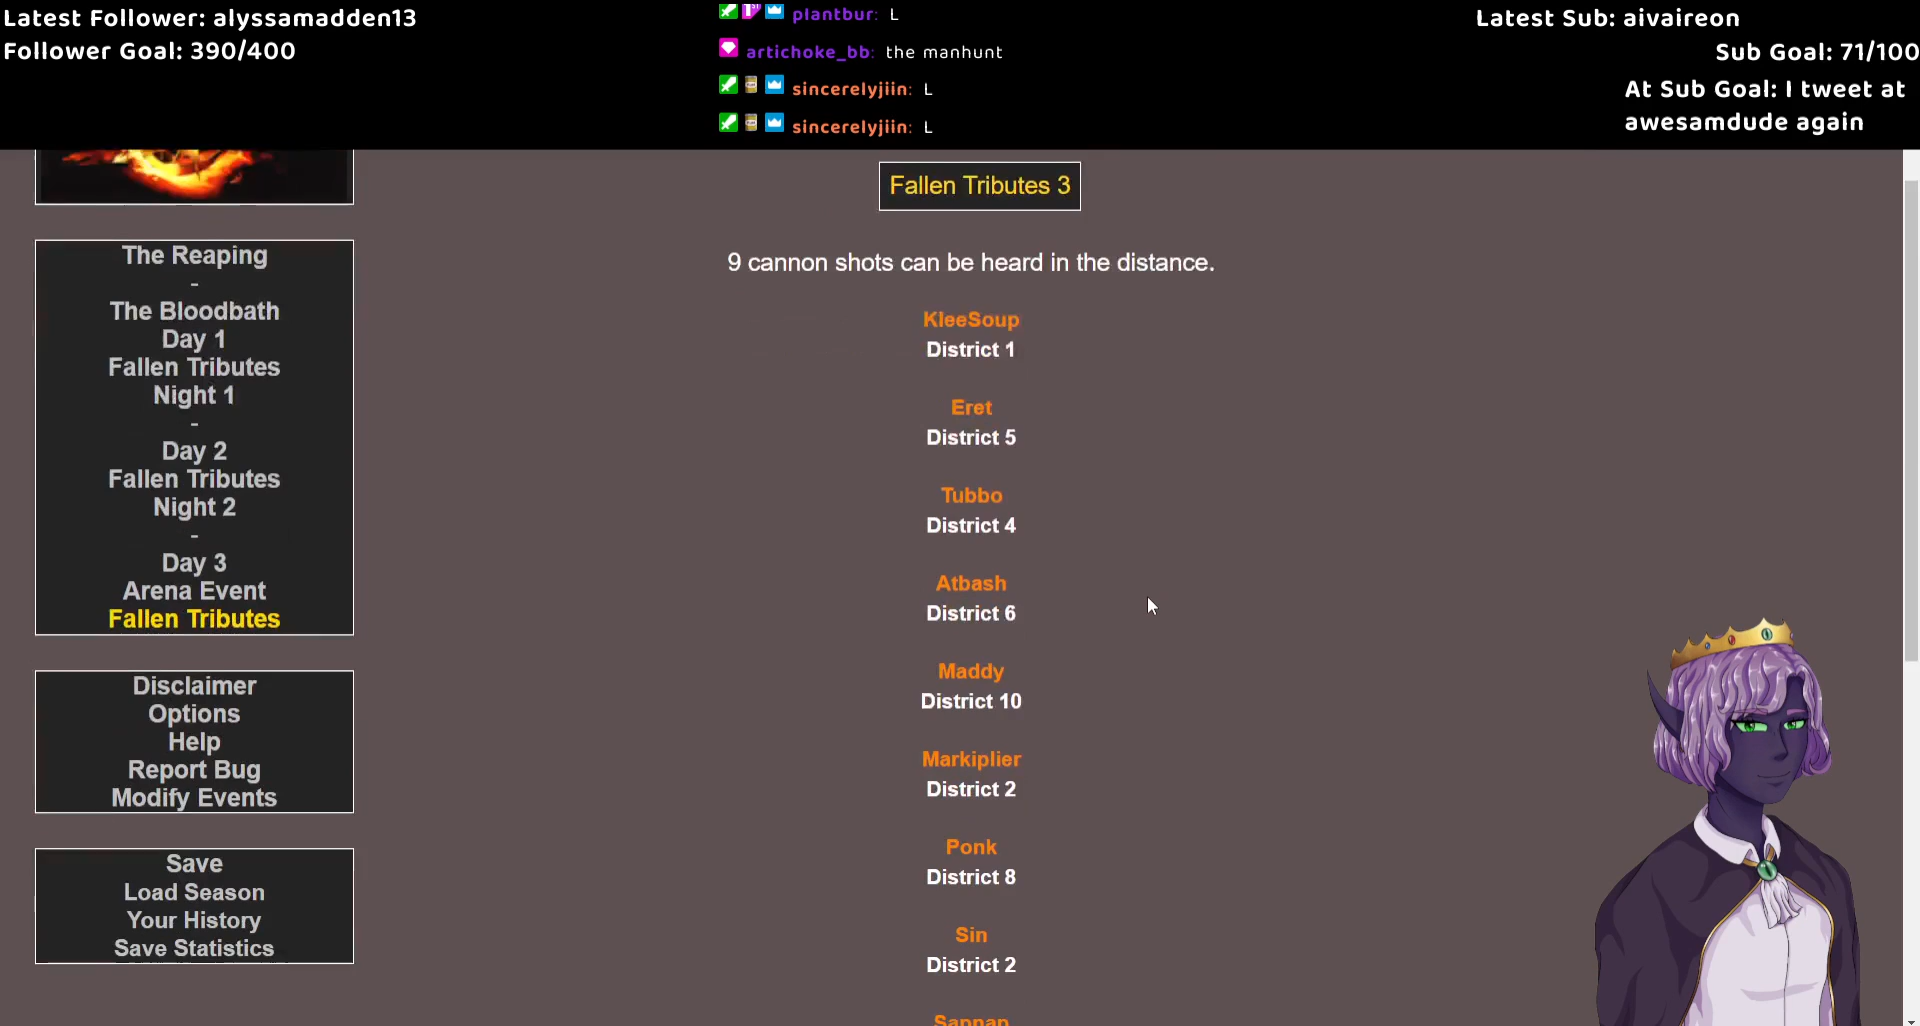 Latest Follower: alyssamadden13
Follower Goal: 390/400
plantbur: L
artichoke_bb: the manhunt
sincerelyjiin: L
sincerelyjiin: L
Latest Sub: aivaireon
Sub Goal: 71/100
At Sub Goal: I tweet at
awesamdude again
The Reaping
-
The Bloodbath
Day 1
Fallen Tributes
Night 1
-
Day 2
Fallen Tributes
Night 2
-
Day 3
Arena Event
Fallen Tributes
Disclaimer
Options
Help
Report Bug
Modify Events
Save
Load Season
Your History
Save Statistics
Fallen Tributes 3
9 cannon shots can be heard in the distance.
KleeSoup
District 1
Eret
District 5
Tubbo
District 4
Atbash
District 6
Maddy
District 10
Markiplier
District 2
Ponk
District 8
Sin
District 2
Sapnap